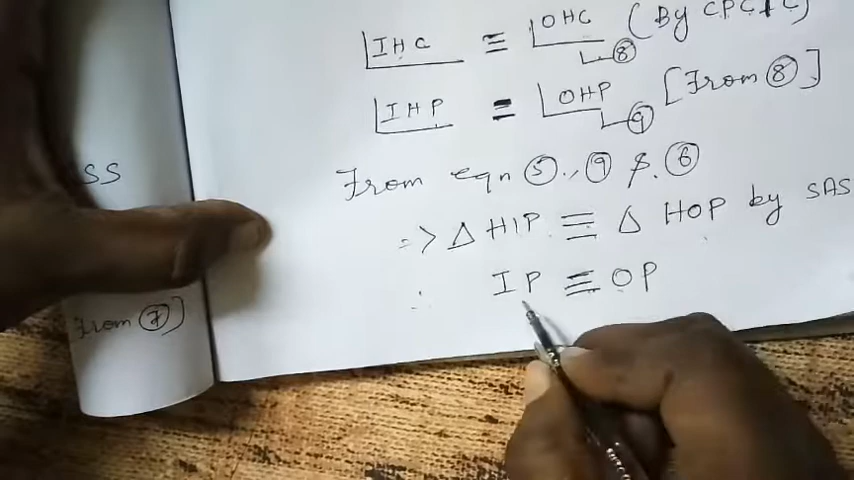 SS
From ⑦]
∟IHC ≡ ∟OHC (By CPCTC)
⑧
∟IHP ≡ ∟OHP [From ⑧]
⑨
From eqn ⑤, ⑨ & ⑥
=> Δ HIP ≡ Δ HOP by SAS
∴ IP ≡ OP